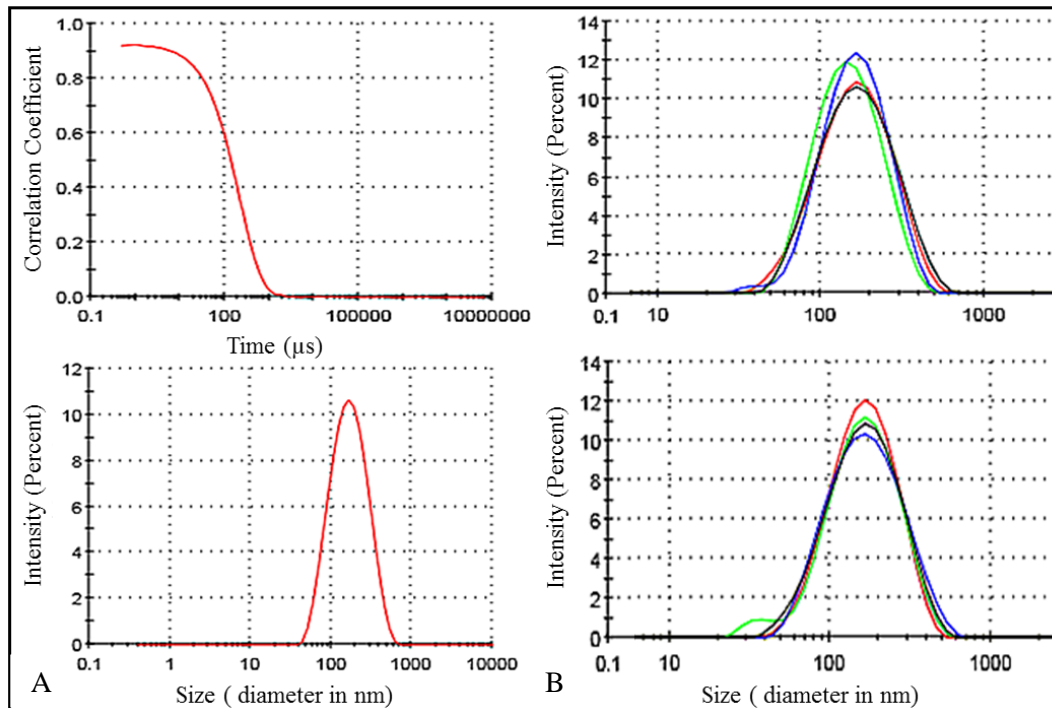 Correlation Coefficient
1.0
0.8
0.6
0.4
0.2
0.0
0.1 100 100000 10000000
Time (µs)
Intensity (Percent)
14
12
10
8
6
4
2
0
0.1 10 100 1000
Intensity (Percent)
12
10
8
6
4
2
0
0.1 1 10 100 1000 10000
A Size ( diameter in nm)
Intensity (Percent)
14
12
10
8
6
4
2
0
0.1 10 100 1000
B Size ( diameter in nm)